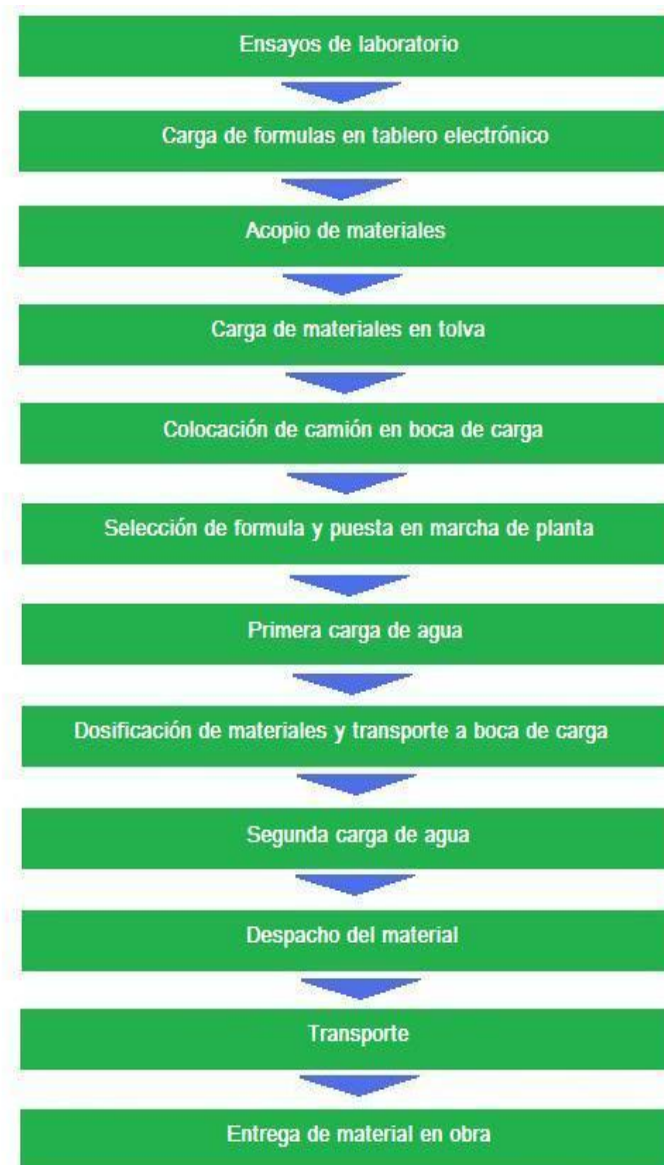 Ensayos de laboratorio
Carga de formulas en tablero electrónico
Acopio de materiales
Carga de materiales en tolva
Colocación de camión en boca de carga
Selección de formula y puesta en marcha de planta
Primera carga de agua
Dosificación de materiales y transporte a boca de carga
Segunda carga de agua
Despacho del material
Transporte
Entrega de material en obra